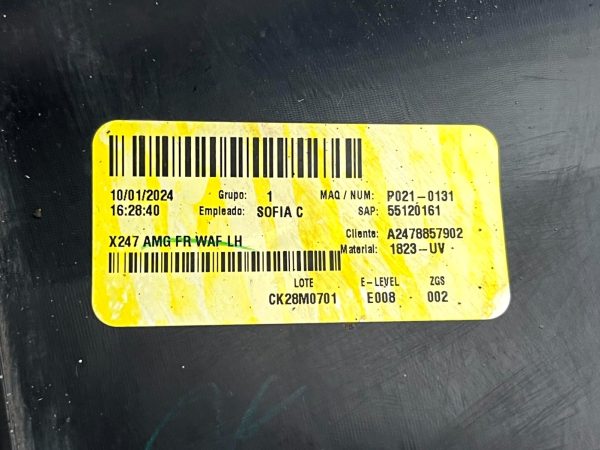 10/01/2024 Grupo: 1 MAQ / NUM: P021-0131
16:28:40 Empleado: SOFIA C SAP: 55120161
Cliente: A2478857902
X247 AMG FR WAF LH Material: 1823-UV
LOTE E-LEVEL ZGS
CK28M0701 E008 002